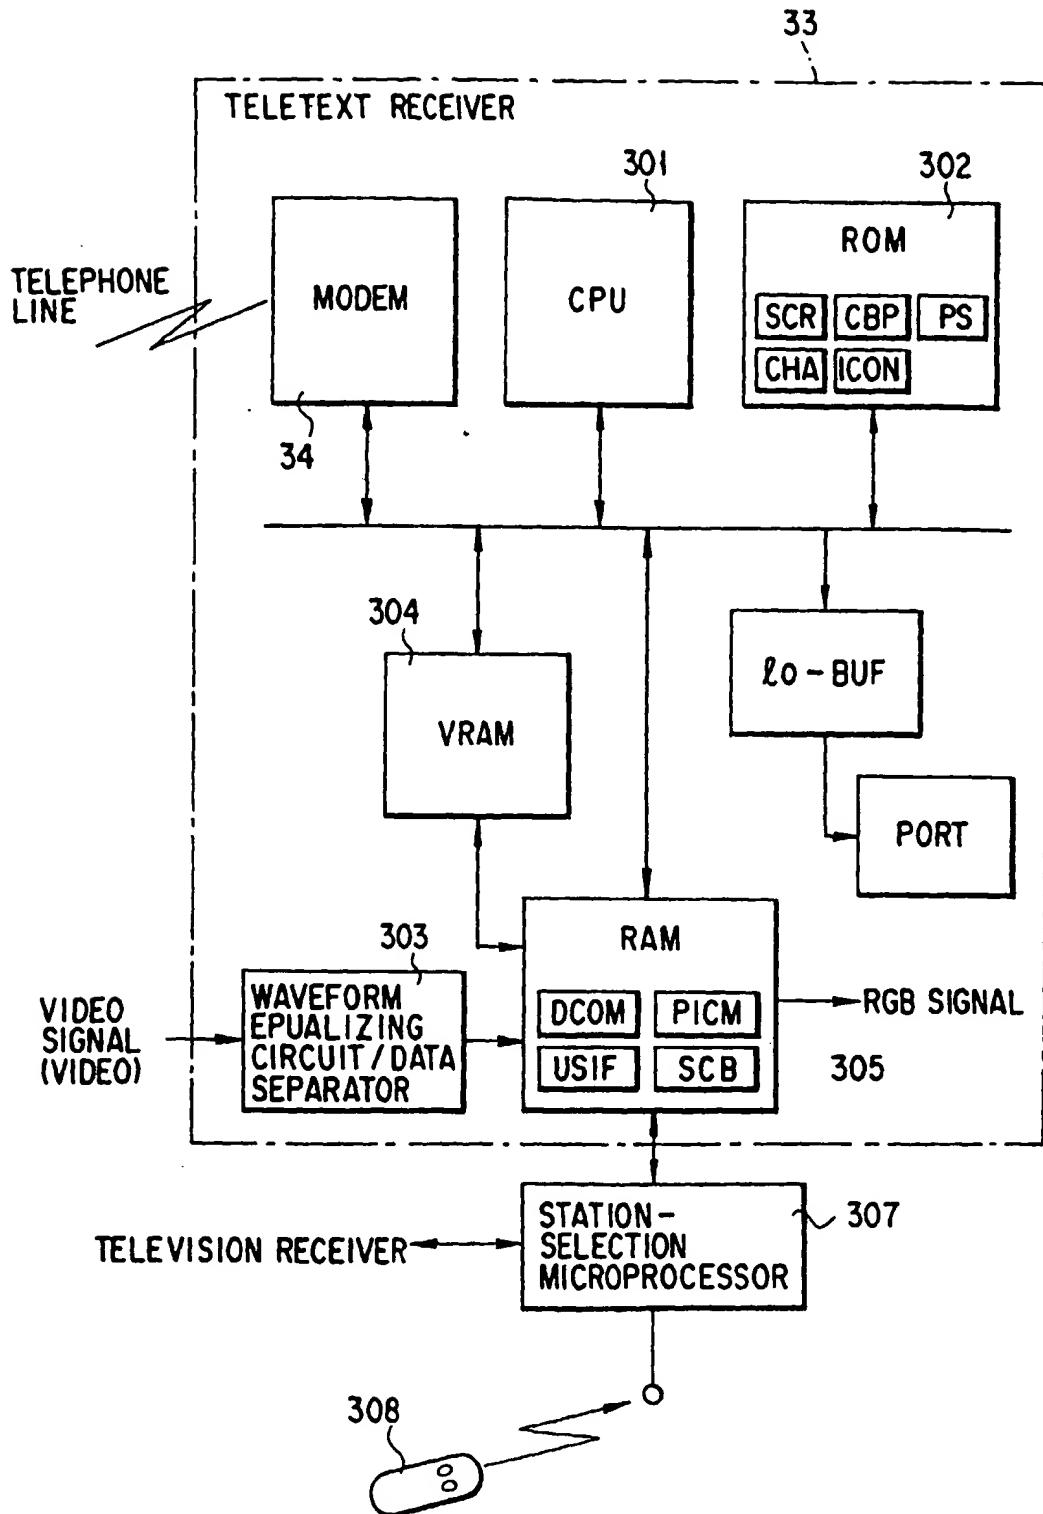 33
TELETEXT RECEIVER
301
302
TELEPHONE
LINE
MODEM
CPU
ROM
SCR CBP PS
CHA ICON
34
304
VRAM
lo-BUF
PORT
303
VIDEO
SIGNAL
(VIDEO)
WAVEFORM
EPUALIZING
CIRCUIT/DATA
SEPARATOR
RAM
DCOM PICM
USIF SCB
RGB SIGNAL
305
TELEVISION RECEIVER
STATION-
SELECTION
MICROPROCESSOR
307
308